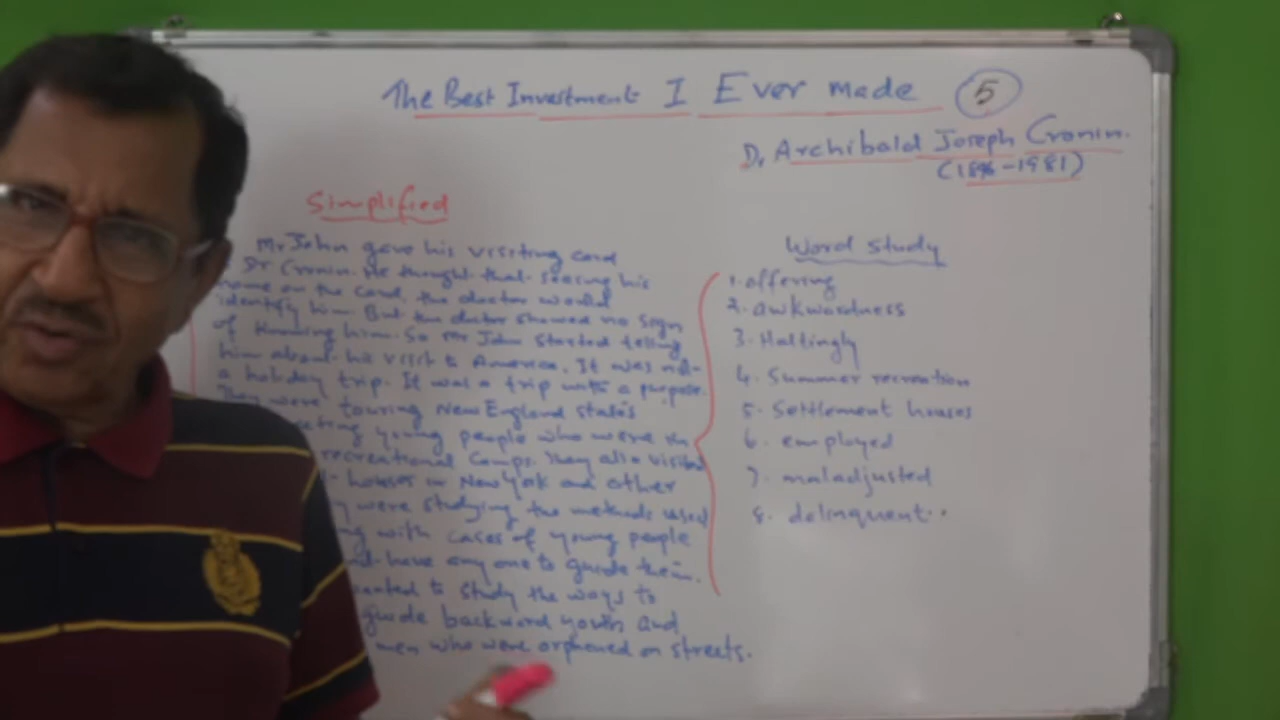 The Best Investment I Ever made 5
Dr Archibald Joseph Cronin.
(1896-1981)
Simplified
Mr John gave his visiting card
Dr Cronin. He thought that seeing his
name on the card, the doctor would
identify him. But the doctor showed no sign
of knowing him. So Mr John started telling
him about his visit to America. It was not
a holiday trip. It was a trip with a purpose.
They were touring New England states
young people who were in
recreational camps. They also visited
houses in New York and other
were studying the methods used
with cases of young people
have any one to guide them.
to study the ways to
guide backword youth and
men who were orphened on streets.
Word study
1. offering
2. awkwordness
3. Haltingly
4. Summer recreation
5. Settlement houses
6. employed
7. maladjusted
8. delinquent..